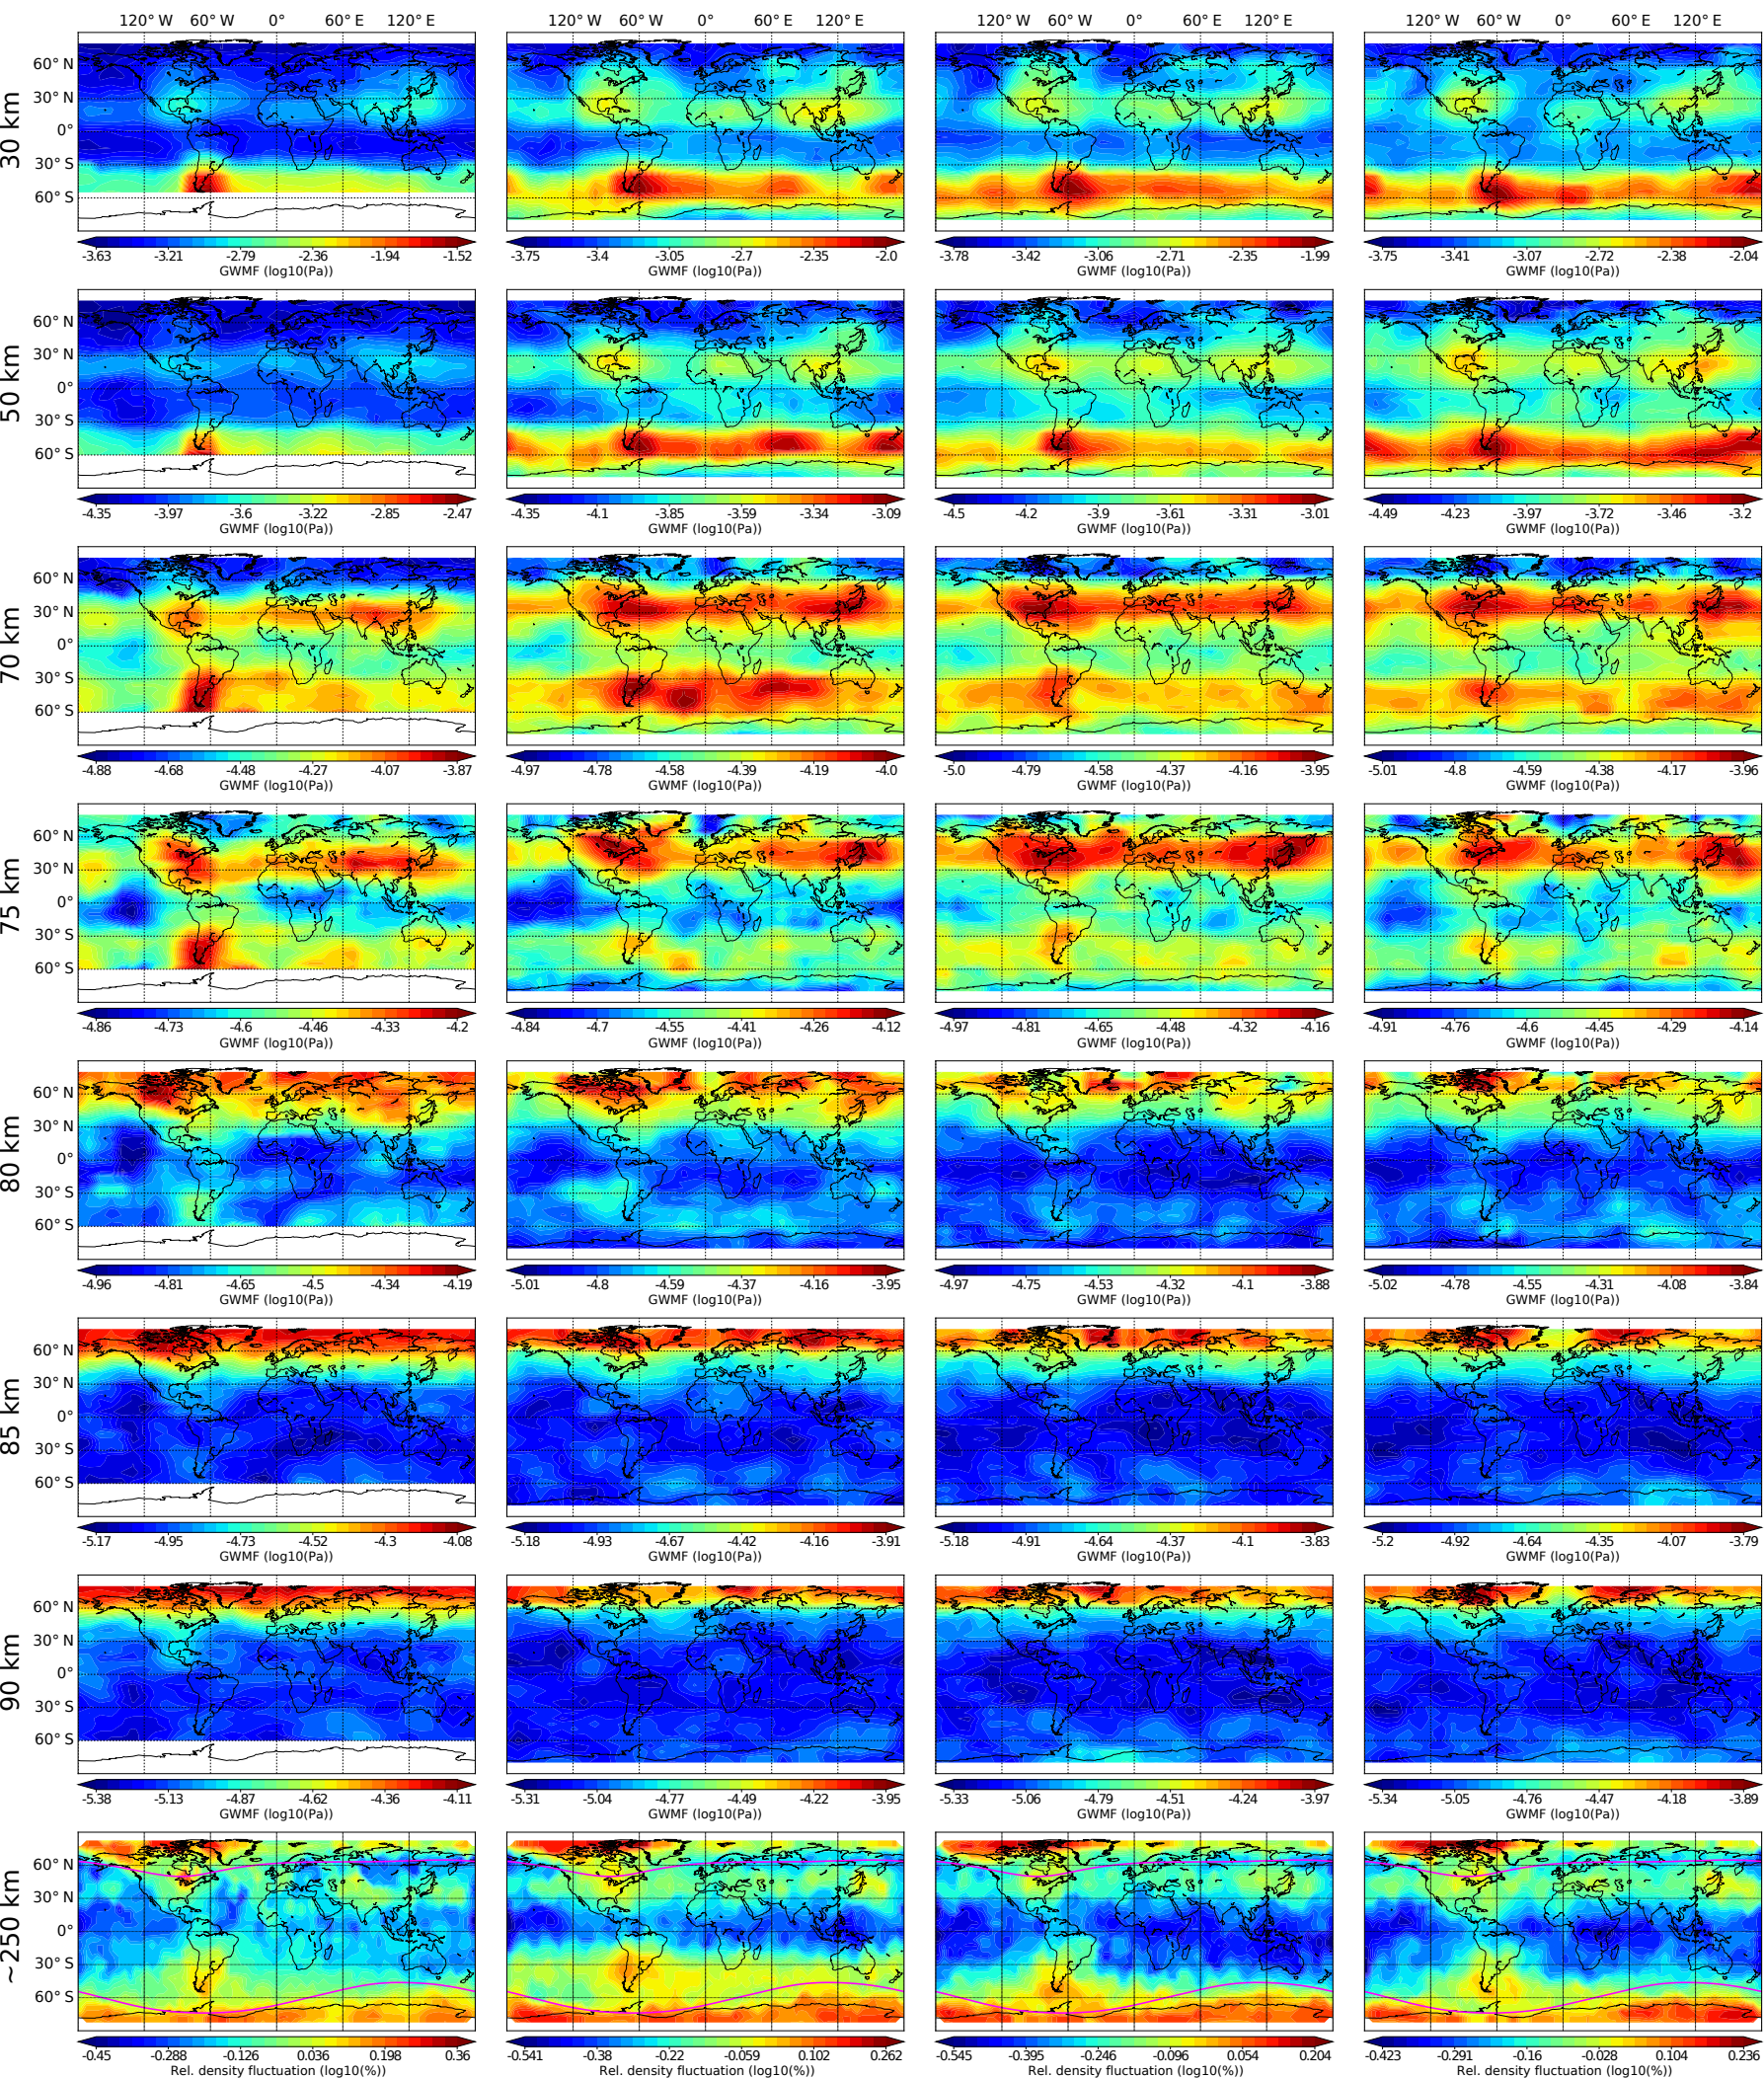 120° W 60° W 0° 60° E 120° E 120° W 60° W 0° 60° E 120° E 120° W 60° W 0° 60° E 120° E 120° W 60° W 0° 60° E 120° E
30 km
60° N
30° N
0°
30° S
60° S
-3.63 -3.21 -2.79 -2.36 -1.94 -1.52 -3.75 -3.4 -3.05 -2.7 -2.35 -2.0 -3.78 -3.42 -3.06 -2.71 -2.35 -1.99 -3.75 -3.41 -3.07 -2.72 -2.38 -2.04
GWMF (log10(Pa)) GWMF (log10(Pa)) GWMF (log10(Pa)) GWMF (log10(Pa))
50 km
60° N
30° N
0°
30° S
60° S
-4.35 -3.97 -3.6 -3.22 -2.85 -2.47 -4.35 -4.1 -3.85 -3.59 -3.34 -3.09 -4.5 -4.2 -3.9 -3.61 -3.31 -3.01 -4.49 -4.23 -3.97 -3.72 -3.46 -3.2
GWMF (log10(Pa)) GWMF (log10(Pa)) GWMF (log10(Pa)) GWMF (log10(Pa))
70 km
60° N
30° N
0°
30° S
60° S
-4.88 -4.68 -4.48 -4.27 -4.07 -3.87 -4.97 -4.78 -4.58 -4.39 -4.19 -4.0 -5.0 -4.79 -4.58 -4.37 -4.16 -3.95 -5.01 -4.8 -4.59 -4.38 -4.17 -3.96
GWMF (log10(Pa)) GWMF (log10(Pa)) GWMF (log10(Pa)) GWMF (log10(Pa))
75 km
60° N
30° N
0°
30° S
60° S
-4.86 -4.73 -4.6 -4.46 -4.33 -4.2 -4.84 -4.7 -4.55 -4.41 -4.26 -4.12 -4.97 -4.81 -4.65 -4.48 -4.32 -4.16 -4.91 -4.76 -4.6 -4.45 -4.29 -4.14
GWMF (log10(Pa)) GWMF (log10(Pa)) GWMF (log10(Pa)) GWMF (log10(Pa))
80 km
60° N
30° N
0°
30° S
60° S
-4.96 -4.81 -4.65 -4.5 -4.34 -4.19 -5.01 -4.8 -4.59 -4.37 -4.16 -3.95 -4.97 -4.75 -4.53 -4.32 -4.1 -3.88 -5.02 -4.78 -4.55 -4.31 -4.08 -3.84
GWMF (log10(Pa)) GWMF (log10(Pa)) GWMF (log10(Pa)) GWMF (log10(Pa))
85 km
60° N
30° N
0°
30° S
60° S
-5.17 -4.95 -4.73 -4.52 -4.3 -4.08 -5.18 -4.93 -4.67 -4.42 -4.16 -3.91 -5.18 -4.91 -4.64 -4.37 -4.1 -3.83 -5.2 -4.92 -4.64 -4.35 -4.07 -3.79
GWMF (log10(Pa)) GWMF (log10(Pa)) GWMF (log10(Pa)) GWMF (log10(Pa))
90 km
60° N
30° N
0°
30° S
60° S
-5.38 -5.13 -4.87 -4.62 -4.36 -4.11 -5.31 -5.04 -4.77 -4.49 -4.22 -3.95 -5.33 -5.06 -4.79 -4.51 -4.24 -3.97 -5.34 -5.05 -4.76 -4.47 -4.18 -3.89
GWMF (log10(Pa)) GWMF (log10(Pa)) GWMF (log10(Pa)) GWMF (log10(Pa))
~250 km
60° N
30° N
0°
30° S
60° S
-0.45 -0.288 -0.126 0.036 0.198 0.36 -0.541 -0.38 -0.22 -0.059 0.102 0.262 -0.545 -0.395 -0.246 -0.096 0.054 0.204 -0.423 -0.291 -0.16 -0.028 0.104 0.236
Rel. density fluctuation (log10(%)) Rel. density fluctuation (log10(%)) Rel. density fluctuation (log10(%)) Rel. density fluctuation (log10(%))